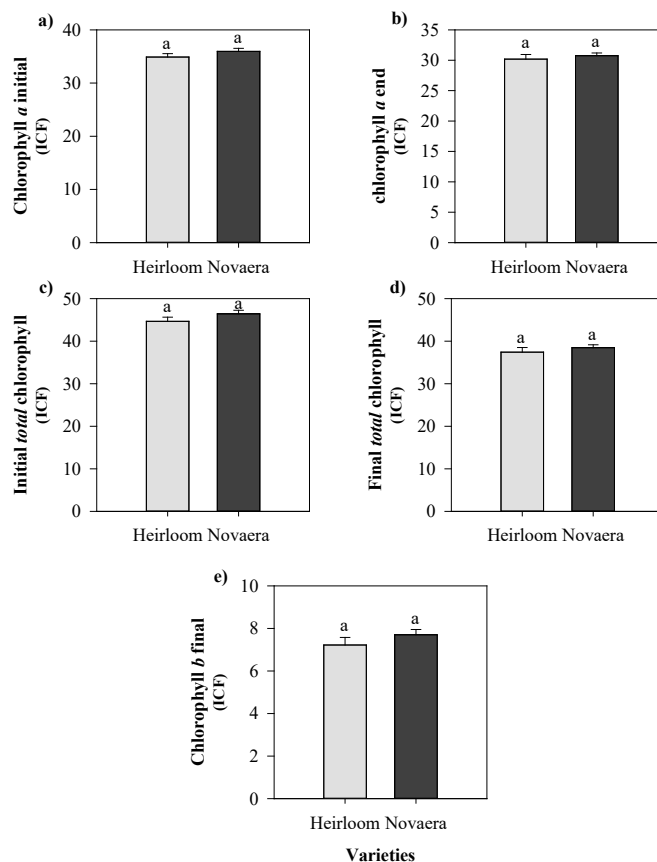 a)
Chlorophyll a initial
(ICF)
40
30
20
10
0
a
a
Heirloom Novaera
b)
chlorophyll a end
(ICF)
35
30
25
20
15
10
5
0
a
a
Heirloom Novaera
c)
Initial total chlorophyll
(ICF)
50
40
30
20
10
0
a
a
Heirloom Novaera
d)
Final total chlorophyll
(ICF)
50
40
30
20
10
0
a
a
Heirloom Novaera
e)
Chlorophyll b final
(ICF)
10
8
6
4
2
0
a
a
Heirloom Novaera
Varieties